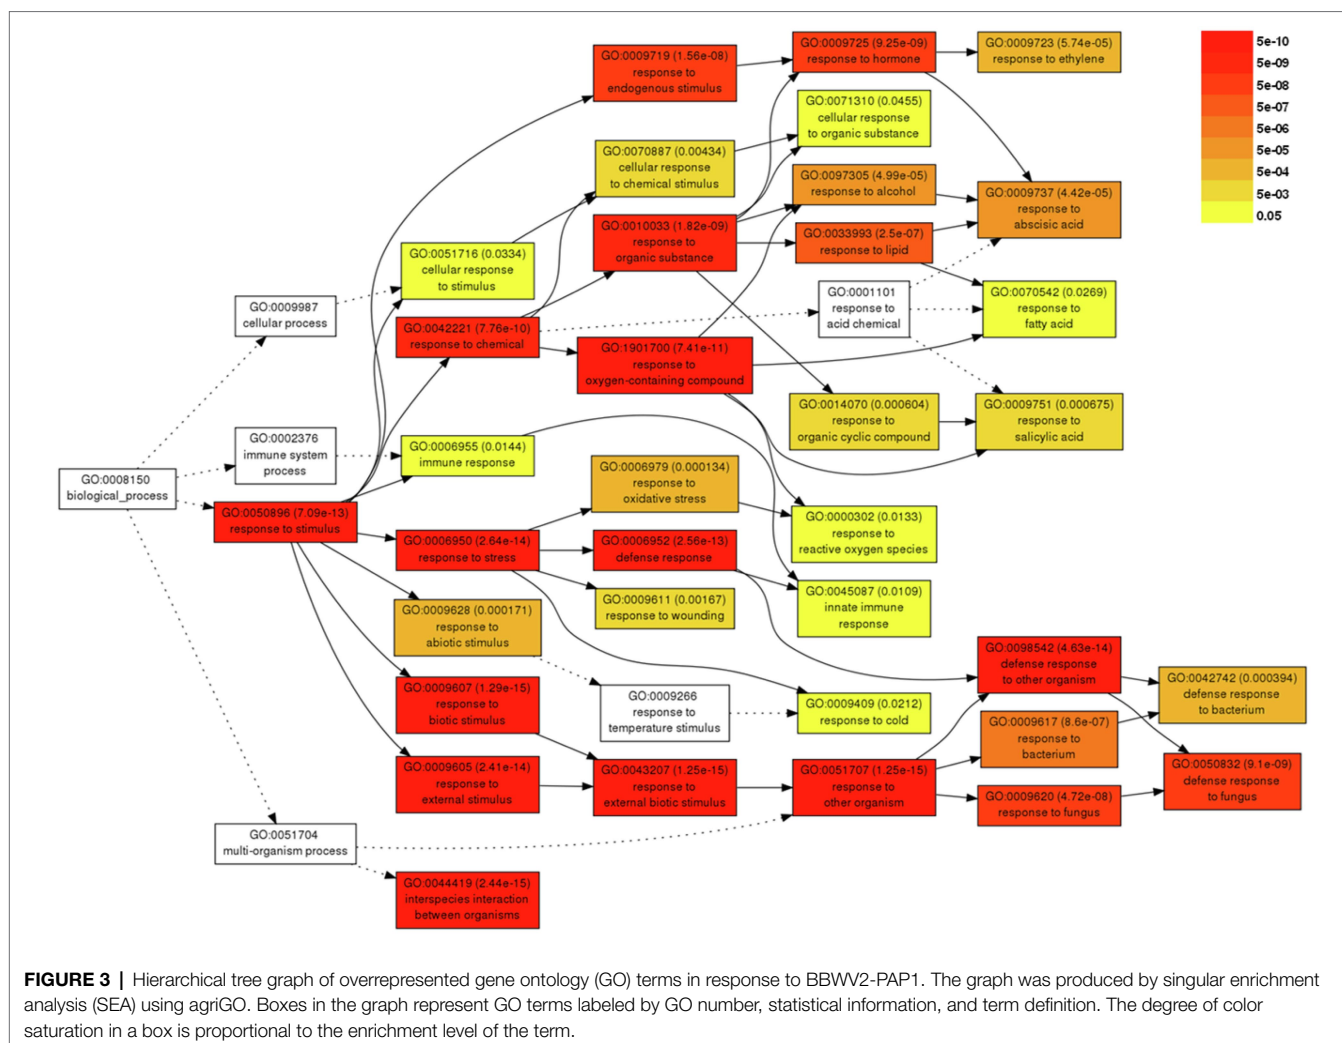 GO:0009719 (1.56e-08)
response to
endogenous stimulus
GO:0009725 (9.25e-09)
response to hormone
GO:0009723 (5.74e-05)
response to ethylene
GO:0071310 (0.0455)
cellular response
to organic substance
GO:0070887 (0.00434)
cellular response
to chemical stimulus
GO:0097305 (4.99e-05)
response to alcohol
GO:0009737 (4.42e-05)
response to
abscisic acid
GO:0010033 (1.82e-09)
response to
organic substance
GO:0033993 (2.5e-07)
response to lipid
GO:0051716 (0.0334)
cellular response
to stimulus
GO:0009987
cellular process
GO:0001101
response to
acid chemical
GO:0070542 (0.0269)
response to
fatty acid
GO:0042221 (7.76e-10)
response to chemical
GO:1901700 (7.41e-11)
response to
oxygen-containing compound
GO:0014070 (0.000604)
response to
organic cyclic compound
GO:0009751 (0.000675)
response to
salicylic acid
GO:0002376
immune system
process
GO:0006955 (0.0144)
immune response
GO:0008150
biological_process
GO:0006979 (0.000134)
response to
oxidative stress
GO:0050896 (7.09e-13)
response to stimulus
GO:0000302 (0.0133)
response to
reactive oxygen species
GO:0006950 (2.64e-14)
response to stress
GO:0006952 (2.56e-13)
defense response
GO:0009611 (0.00167)
response to wounding
GO:0045087 (0.0109)
innate immune
response
GO:0009628 (0.000171)
response to
abiotic stimulus
GO:0098542 (4.63e-14)
defense response
to other organism
GO:0042742 (0.000394)
defense response
to bacterium
GO:0009607 (1.29e-15)
response to
biotic stimulus
GO:0009266
response to
temperature stimulus
GO:0009409 (0.0212)
response to cold
GO:0009617 (8.6e-07)
response to
bacterium
GO:0009605 (2.41e-14)
response to
external stimulus
GO:0043207 (1.25e-15)
response to
external biotic stimulus
GO:0051707 (1.25e-15)
response to
other organism
GO:0050832 (9.1e-09)
defense response
to fungus
GO:0009620 (4.72e-08)
response to fungus
GO:0051704
multi-organism process
GO:0044419 (2.44e-15)
interspecies interaction
between organisms
5e-10
5e-09
5e-08
5e-07
5e-06
5e-05
5e-04
5e-03
0.05
FIGURE 3 | Hierarchical tree graph of overrepresented gene ontology (GO) terms in response to BBWV2-PAP1. The graph was produced by singular enrichment
analysis (SEA) using agriGO. Boxes in the graph represent GO terms labeled by GO number, statistical information, and term definition. The degree of color
saturation in a box is proportional to the enrichment level of the term.